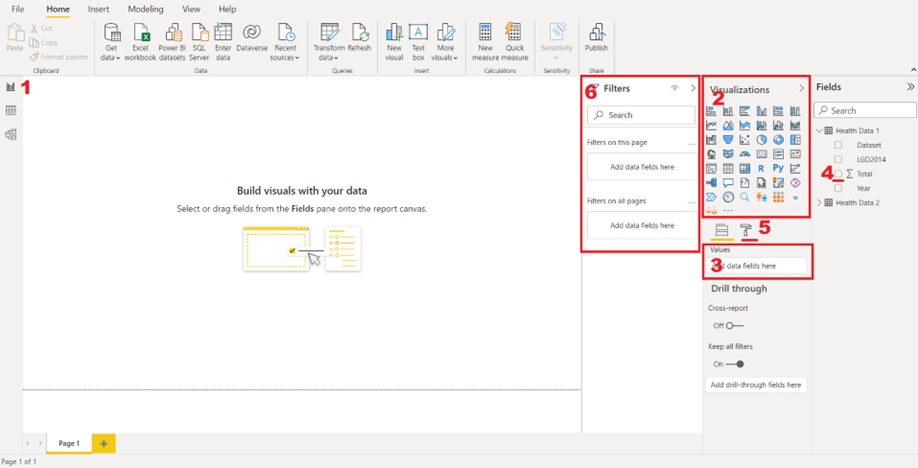 File Home Insert Modeling View Help
Paste
Cut
Copy
Format painter
Clipboard
Get data
Excel workbook
Power BI datasets
SQL Server
Enter data
Dataverse
Recent sources
Data
Transform data
Refresh
Queries
New visual
Text box
More visuals
Insert
New measure
Quick measure
Calculations
Sensitivity
Sensitivity
Publish
Share
1
Build visuals with your data
Select or drag fields from the Fields pane onto the report canvas.
6
Filters
Search
Filters on this page
...
Add data fields here
Filters on all pages
...
Add data fields here
Visualizations
2
R Py
...
5
Values
3
Add data fields here
Drill through
Cross-report
Off
Keep all filters
On
Add drill-through fields here
Fields
Search
Health Data 1
Dataset
LGD2014
4
Σ Total
Year
Health Data 2
Page 1
+
Page 1 of 1